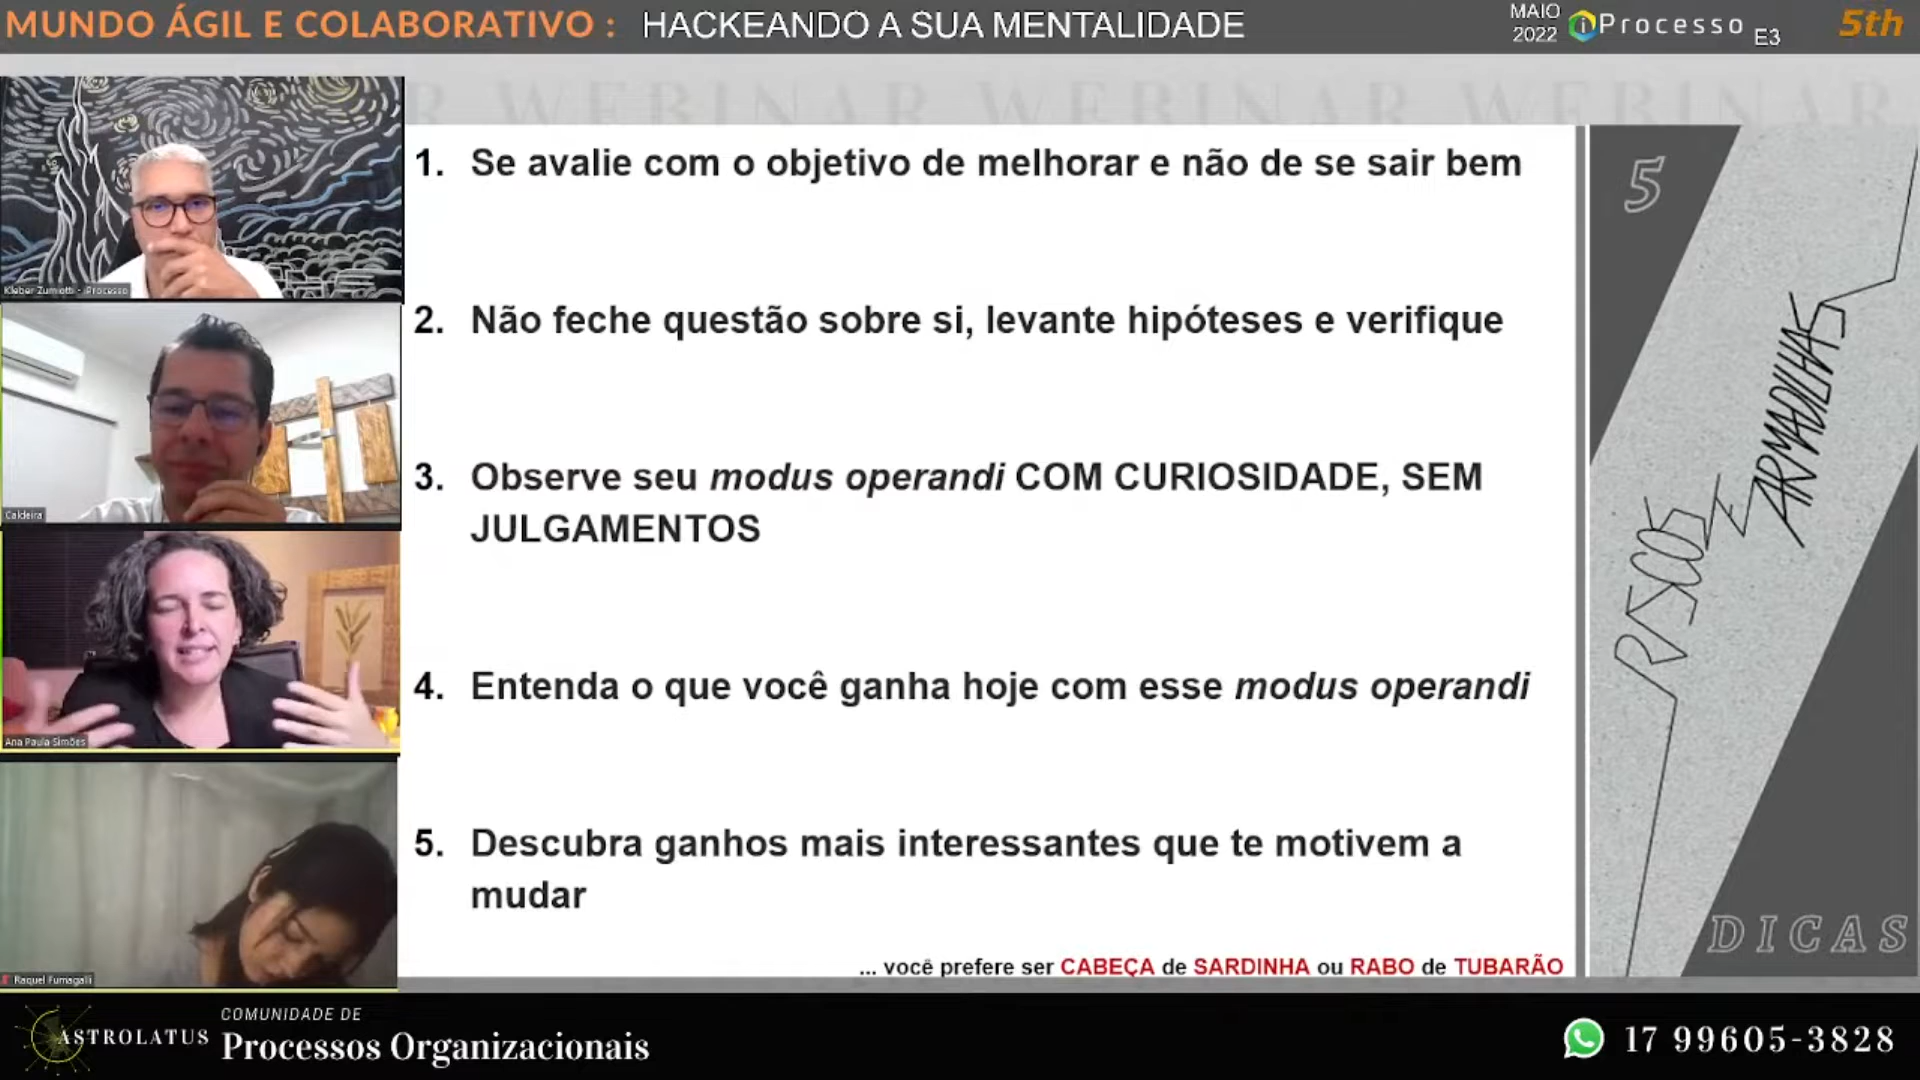 MUNDO ÁGIL E COLABORATIVO : HACKEANDO A SUA MENTALIDADE
MAIO
2022
iProcesso E3
5th
R WEBINAR WEBINAR WEBINAR
1. Se avalie com o objetivo de melhorar e não de se sair bem
2. Não feche questão sobre si, levante hipóteses e verifique
3. Observe seu modus operandi COM CURIOSIDADE, SEM
JULGAMENTOS
4. Entenda o que você ganha hoje com esse modus operandi
5. Descubra ganhos mais interessantes que te motivem a
mudar
... você prefere ser CABEÇA de SARDINHA ou RABO de TUBARÃO
5
RISCOS E ARMADILHAS
DICAS
Kleber Zumiotti - iProcesso
Caldeira
Ana Paula Simões
Raquel Fumagalli
ASTROLATUS
COMUNIDADE DE
Processos Organizacionais
17 99605-3828